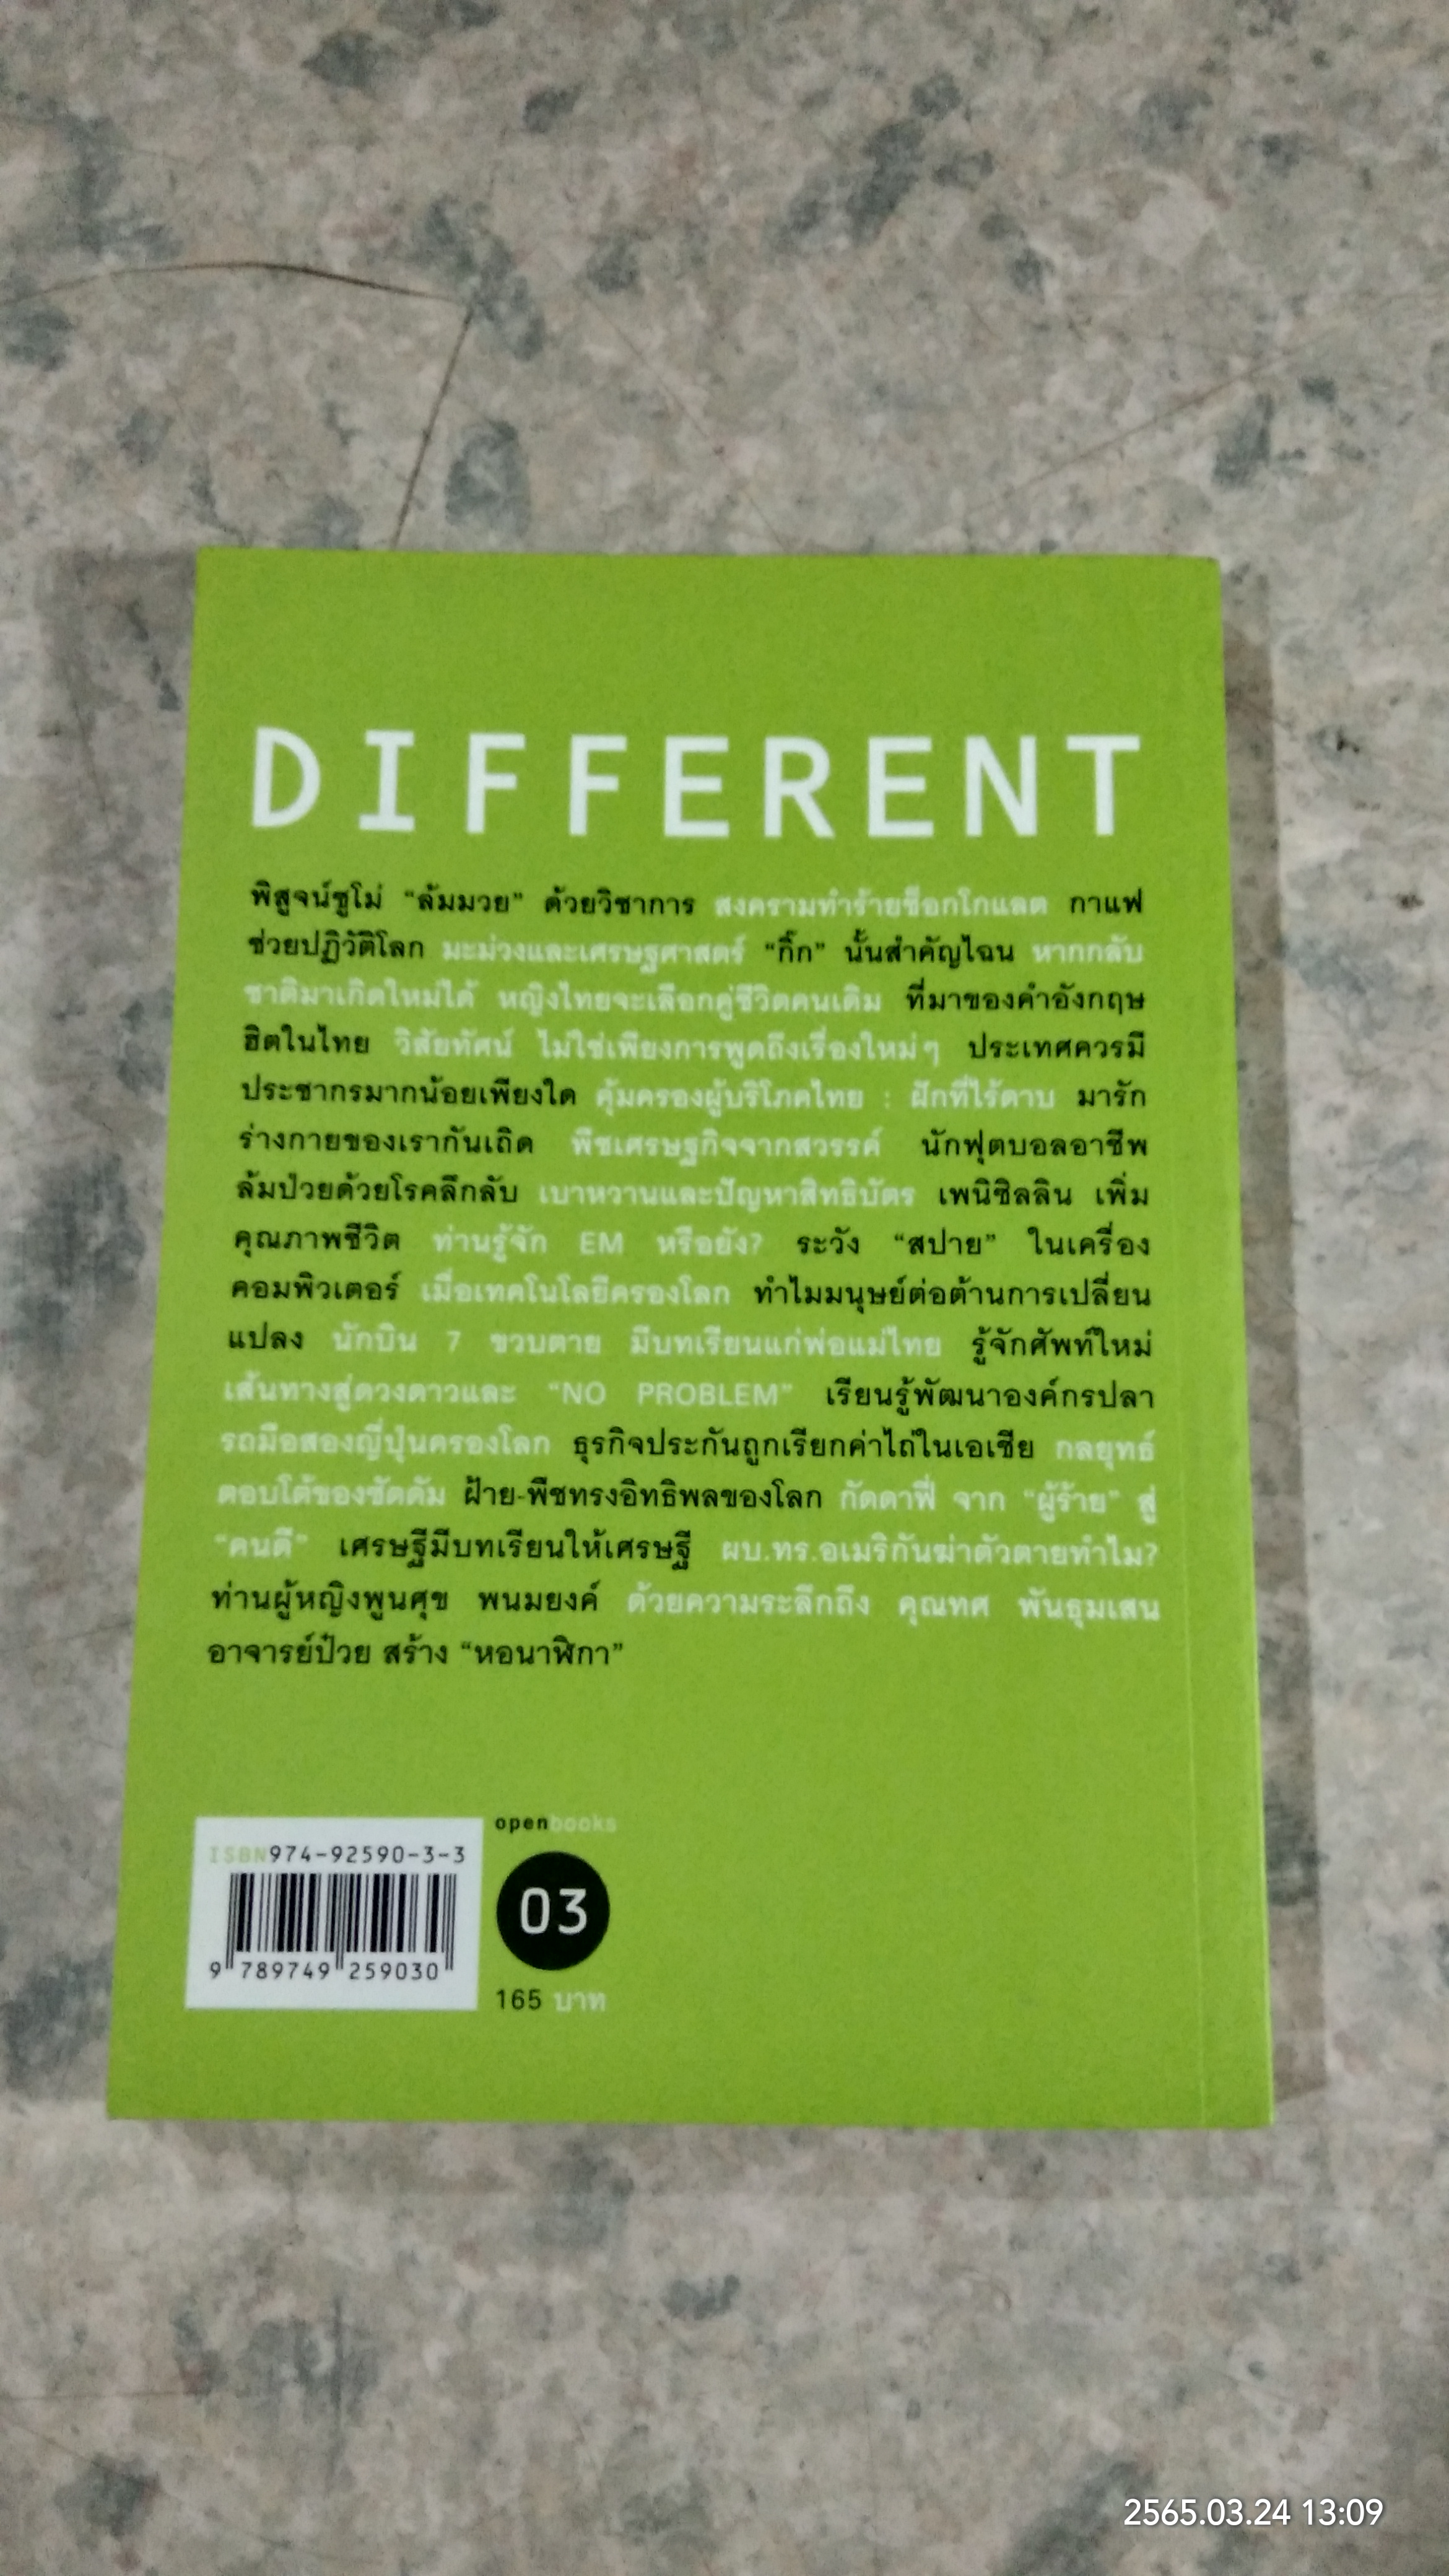 DIFFERENT
พิสูจน์ซูโม่ “ล้มมวย” ด้วยวิชาการ สงครามทำร้ายช็อกโกแลต กาแฟ
ช่วยปฏิวัติโลก มะม่วงและเศรษฐศาสตร์ “กิ๊ก” นั้นสำคัญไฉน หากกลับ
ชาติมาเกิดใหม่ได้ หญิงไทยจะเลือกคู่ชีวิตคนเดิม ที่มาของคำอังกฤษ
ฮิตในไทย วิสัยทัศน์ ไม่ใช่เพียงการพูดถึงเรื่องใหม่ๆ ประเทศควรมี
ประชากรมากน้อยเพียงใด คุ้มครองผู้บริโภคไทย : ฝักที่ไร้ดาบ มารัก
ร่างกายของเรากันเถิด พืชเศรษฐกิจจากสวรรค์ นักฟุตบอลอาชีพ
ล้มป่วยด้วยโรคลึกลับ เบาหวานและปัญหาสิทธิบัตร เพนิซิลลิน เพิ่ม
คุณภาพชีวิต ท่านรู้จัก EM หรือยัง? ระวัง “สปาย” ในเครื่อง
คอมพิวเตอร์ เมื่อเทคโนโลยีครองโลก ทำไมมนุษย์ต่อต้านการเปลี่ยน
แปลง นักบิน 7 ขวบตาย มีบทเรียนแก่พ่อแม่ไทย รู้จักศัพท์ใหม่
เส้นทางสู่ดวงดาวและ “NO PROBLEM” เรียนรู้พัฒนาองค์กรปลา
รถมือสองญี่ปุ่นครองโลก ธุรกิจประกันถูกเรียกค่าไถ่ในเอเชีย กลยุทธ์
ตอบโต้ของซัดดัม ฝ้าย-พืชทรงอิทธิพลของโลก กัดดาฟี่ จาก “ผู้ร้าย” สู่
“คนดี” เศรษฐีมีบทเรียนให้เศรษฐี ผบ.ทร.อเมริกันฆ่าตัวตายทำไม?
ท่านผู้หญิงพูนศุข พนมยงค์ ด้วยความระลึกถึง คุณทศ พันธุมเสน
อาจารย์ป๋วย สร้าง “หอนาฬิกา”
openbooks
ISBN974-92590-3-3
03
9 789749 259030
165 บาท
2565.03.24 13:09